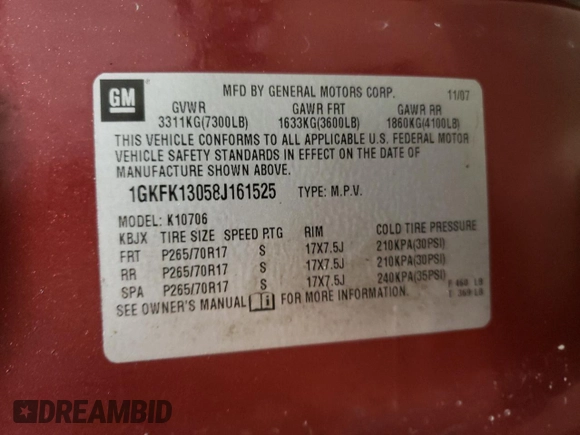 GM
MFD BY GENERAL MOTORS CORP. 11/07
GVWR GAWR FRT GAWR RR
3311KG(7300LB) 1633KG(3600LB) 1860KG(4100LB)
THIS VEHICLE CONFORMS TO ALL APPLICABLE U.S. FEDERAL MOTOR
VEHICLE SAFETY STANDARDS IN EFFECT ON THE DATE OF
MANUFACTURE SHOWN ABOVE.
1GKFK13058J161525 TYPE: M.P.V.
MODEL: K10706
KBJX TIRE SIZE SPEED RTG RIM COLD TIRE PRESSURE
FRT P265/70R17 S 17X7.5J 210KPA(30PSI)
RR P265/70R17 S 17X7.5J 210KPA(30PSI)
SPA P265/70R17 S 17X7.5J 240KPA(35PSI)
SEE OWNER'S MANUAL FOR MORE INFORMATION.
DREAMBID